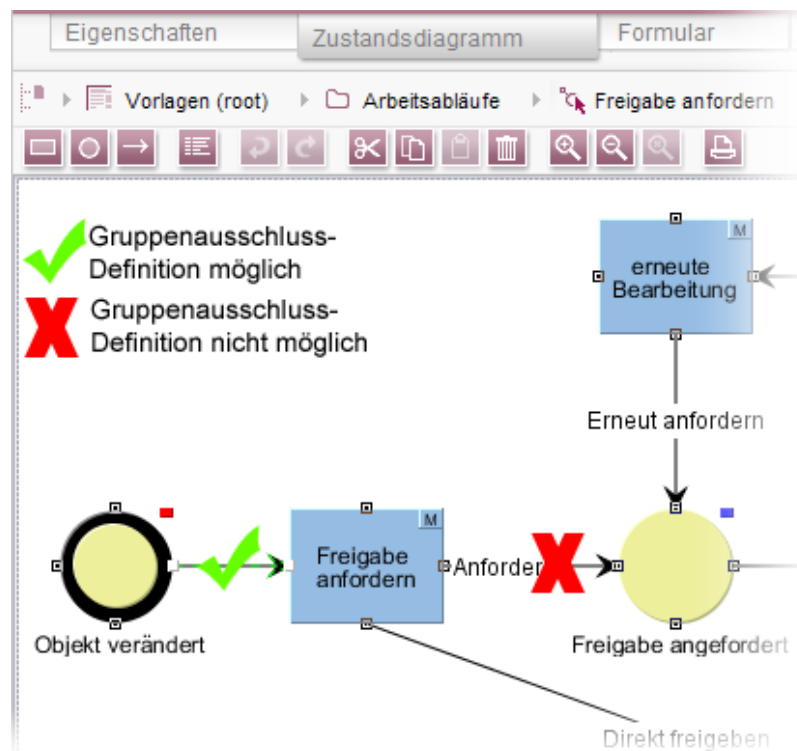 Eigenschaften
Zustandsdiagramm
Formular
Vorlagen (root)
Arbeitsabläufe
Freigabe anfordern
Gruppenausschluss-
Definition möglich
Gruppenausschluss-
Definition nicht möglich
M
erneute
Bearbeitung
Erneut anfordern
M
Freigabe
anfordern
Anforder
Objekt verändert
Freigabe angefordert
Direkt freigeben